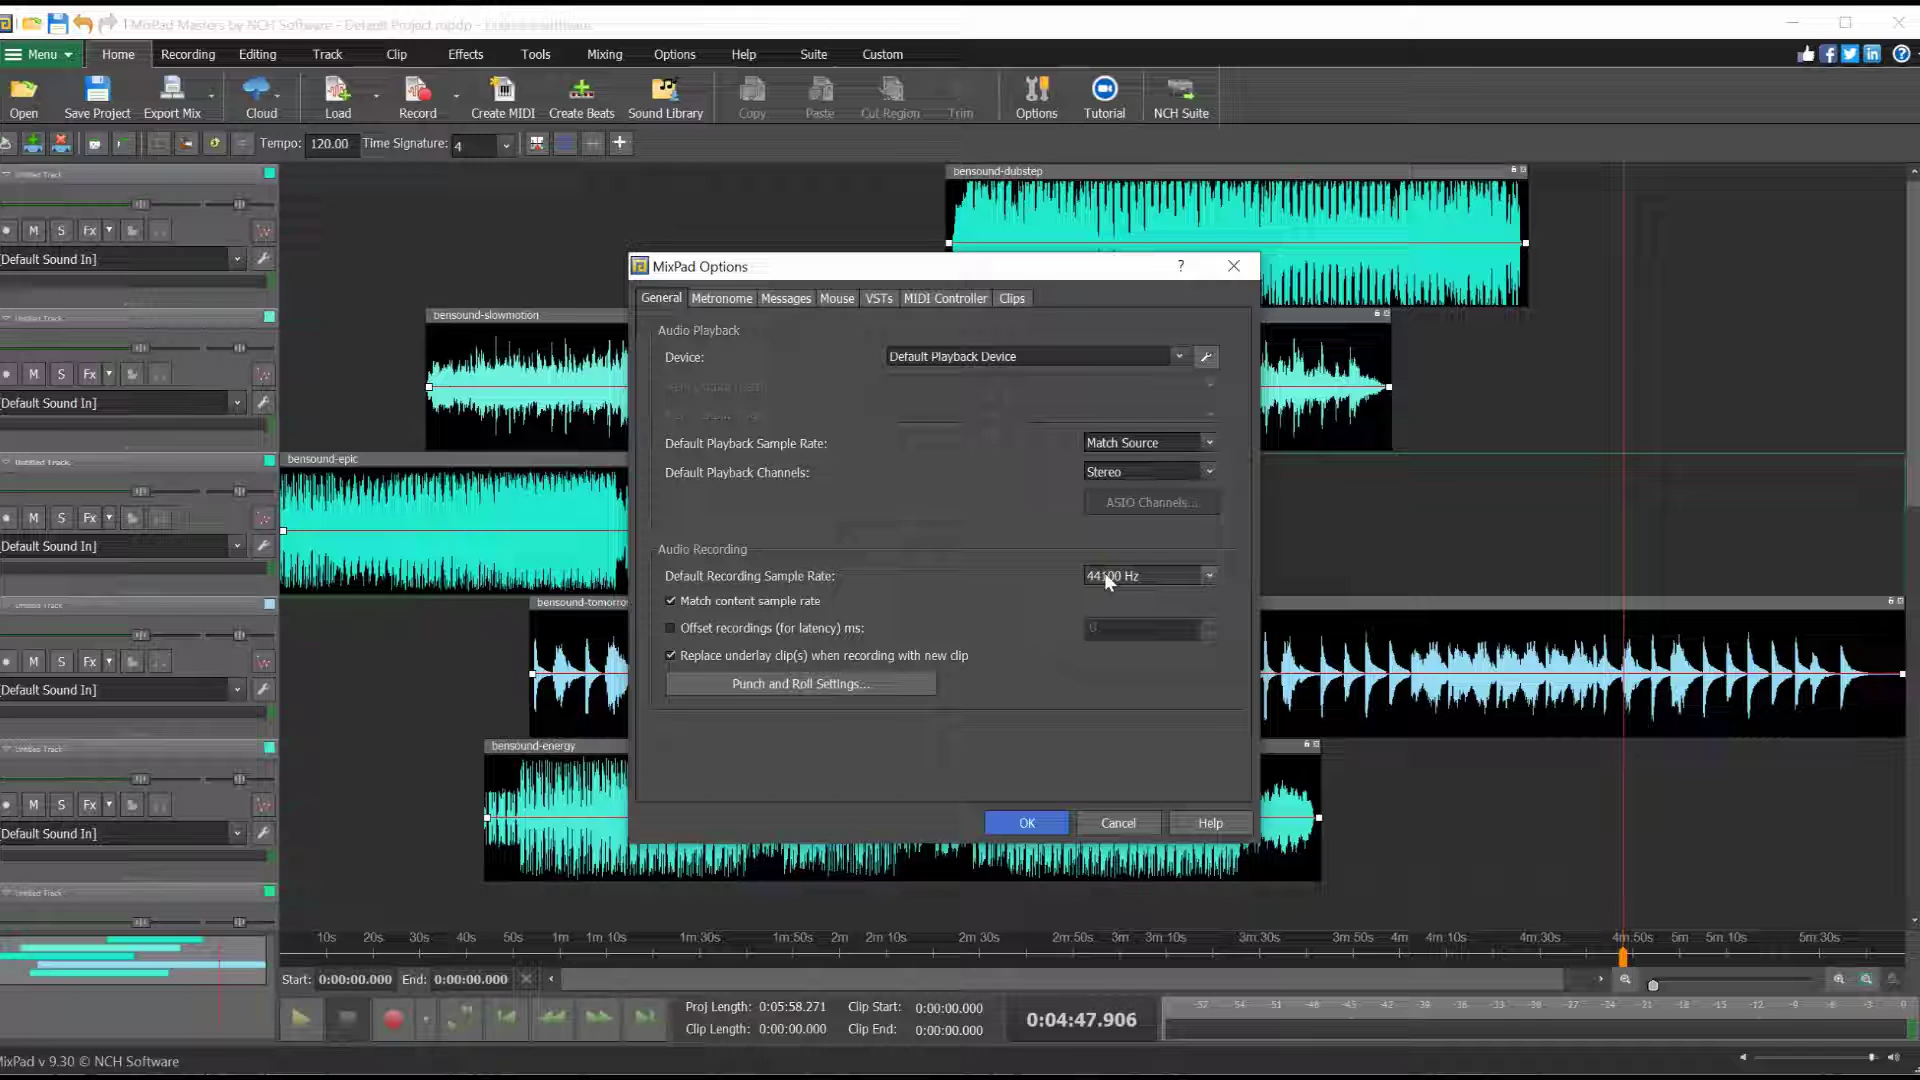 MixPad Masters by NCH Software - Default Project.mpdp -
Menu Home Recording Editing Track Clip Effects Tools Mixing Options Help Suite Custom
Open Save Project Export Mix Cloud Load Record Create MIDI Create Beats Sound Library Copy Paste Cut Region Trim Options Tutorial NCH Suite
Tempo: 120.00 Time Signature: 4
Untitled Track
bensound-dubstep
M S Fx
[Default Sound In]
MixPad Options
General Metronome Messages Mouse VSTs MIDI Controller Clips
Audio Playback
Device: Default Playback Device
Default Playback Sample Rate: Match Source
Default Playback Channels: Stereo
ASIO Channels...
Audio Recording
Default Recording Sample Rate: 44100 Hz
Match content sample rate
Offset recordings (for latency) ms: 0
Replace underlay clip(s) when recording with new clip
Punch and Roll Settings...
OK Cancel Help
Untitled Track
bensound-slowmotion
M S Fx
[Default Sound In]
Untitled Track
bensound-epic
M S Fx
[Default Sound In]
Untitled Track
bensound-tomorro
M S Fx
[Default Sound In]
Untitled Track
bensound-energy
M S Fx
[Default Sound In]
Untitled Track
10s 20s 30s 40s 50s 1m 1m:10s 1m:30s 1m:50s 2m 2m:10s 2m:30s 2m:50s 3m 3m:10s 3m:30s 3m:50s 4m 4m:10s 4m:30s 4m:50s 5m 5m:10s 5m:30s
Start: 0:00:00.000 End: 0:00:00.000
Proj Length: 0:05:58.271 Clip Start: 0:00:00.000
Clip Length: 0:00:00.000 Clip End: 0:00:00.000
0:04:47.906
-57 -54 -51 -48 -45 -42 -39 -36 -33 -30 -27 -24 -21 -18 -15 -12 -9 -6 -3 0
MixPad v 9.30 © NCH Software